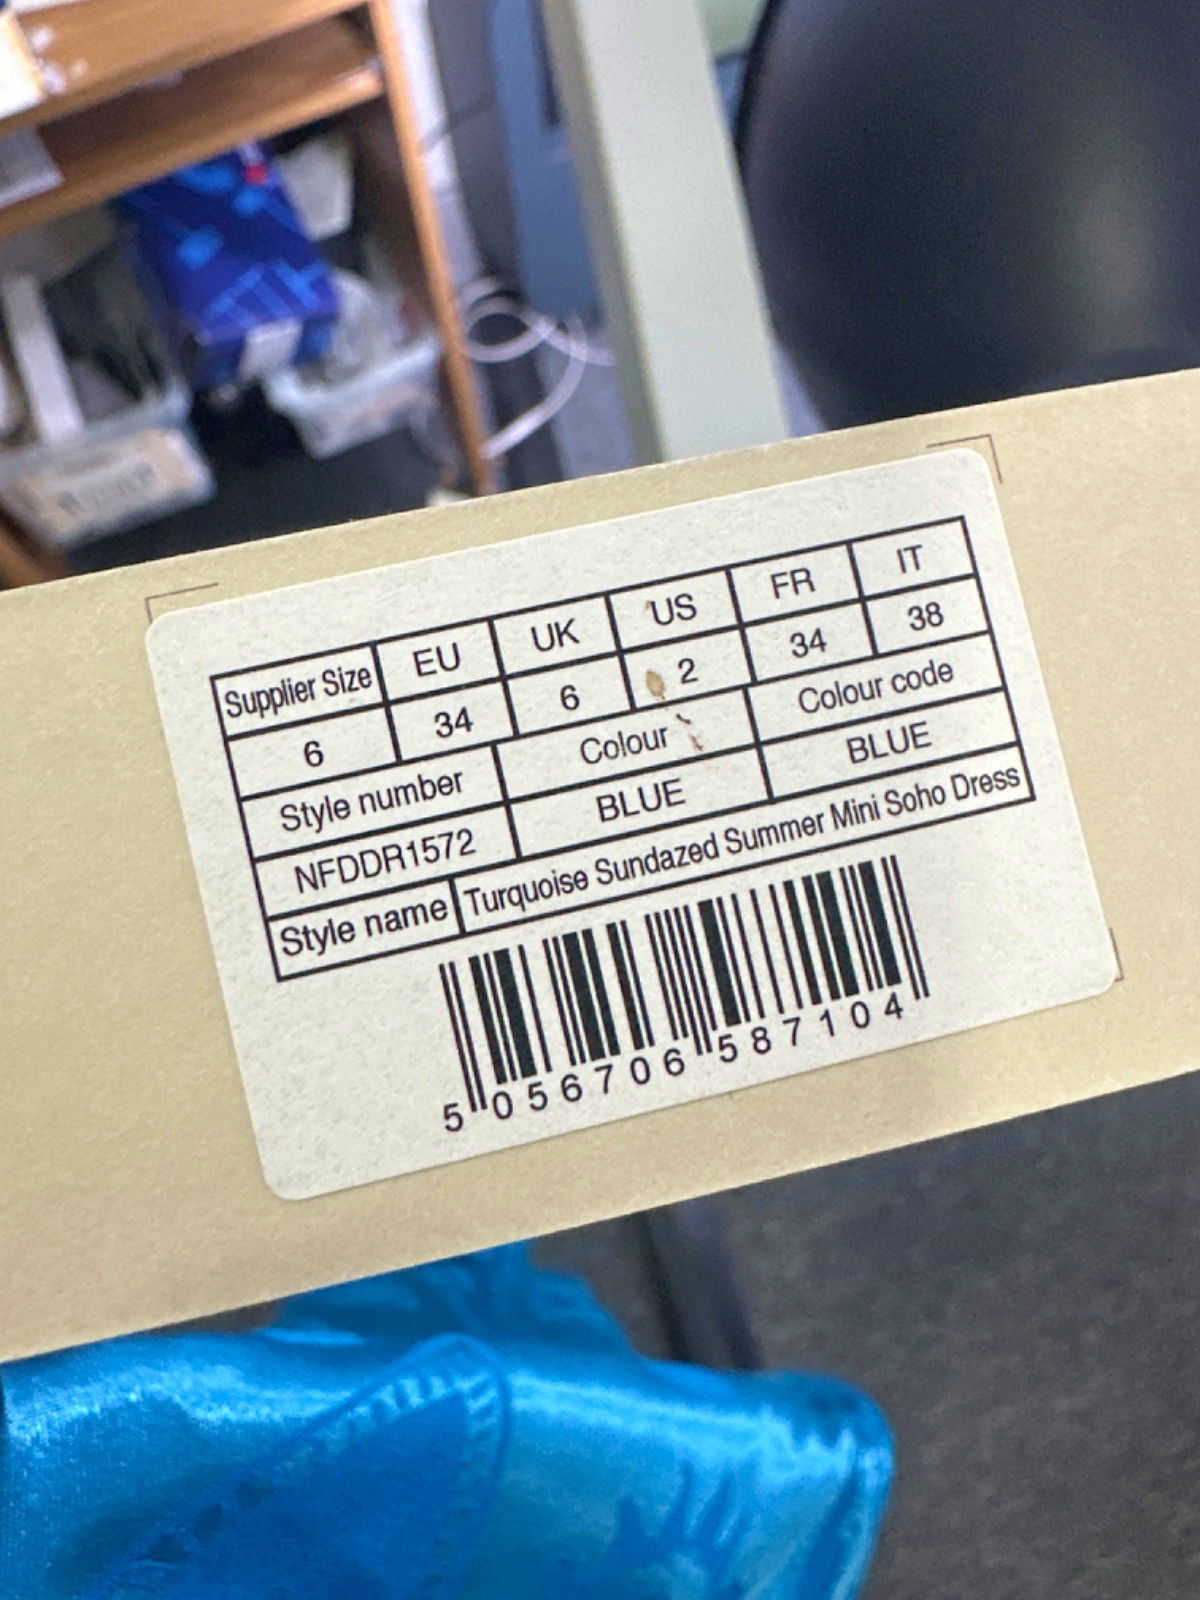 Supplier Size EU UK US FR IT
6 34 6 2 34 38
Style number Colour Colour code
NFDDR1572 BLUE BLUE
Style name Turquoise Sundazed Summer Mini Soho Dress
5 056706 587104